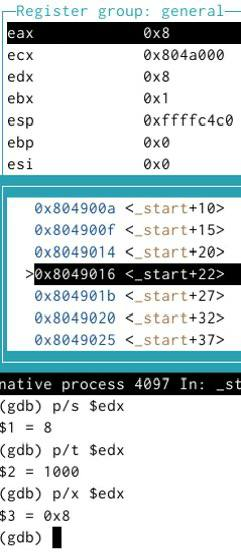 Register group: general
eax 0x8
ecx 0x804a000
edx 0x8
ebx 0x1
esp 0xffffc4c0
ebp 0x0
esi 0x0
0x804900a <_start+10>
0x804900f <_start+15>
0x8049014 <_start+20>
>0x8049016 <_start+22>
0x804901b <_start+27>
0x8049020 <_start+32>
0x8049025 <_start+37>
native process 4097 In: _st
(gdb) p/s $edx
$1 = 8
(gdb) p/t $edx
$2 = 1000
(gdb) p/x $edx
$3 = 0x8
(gdb)